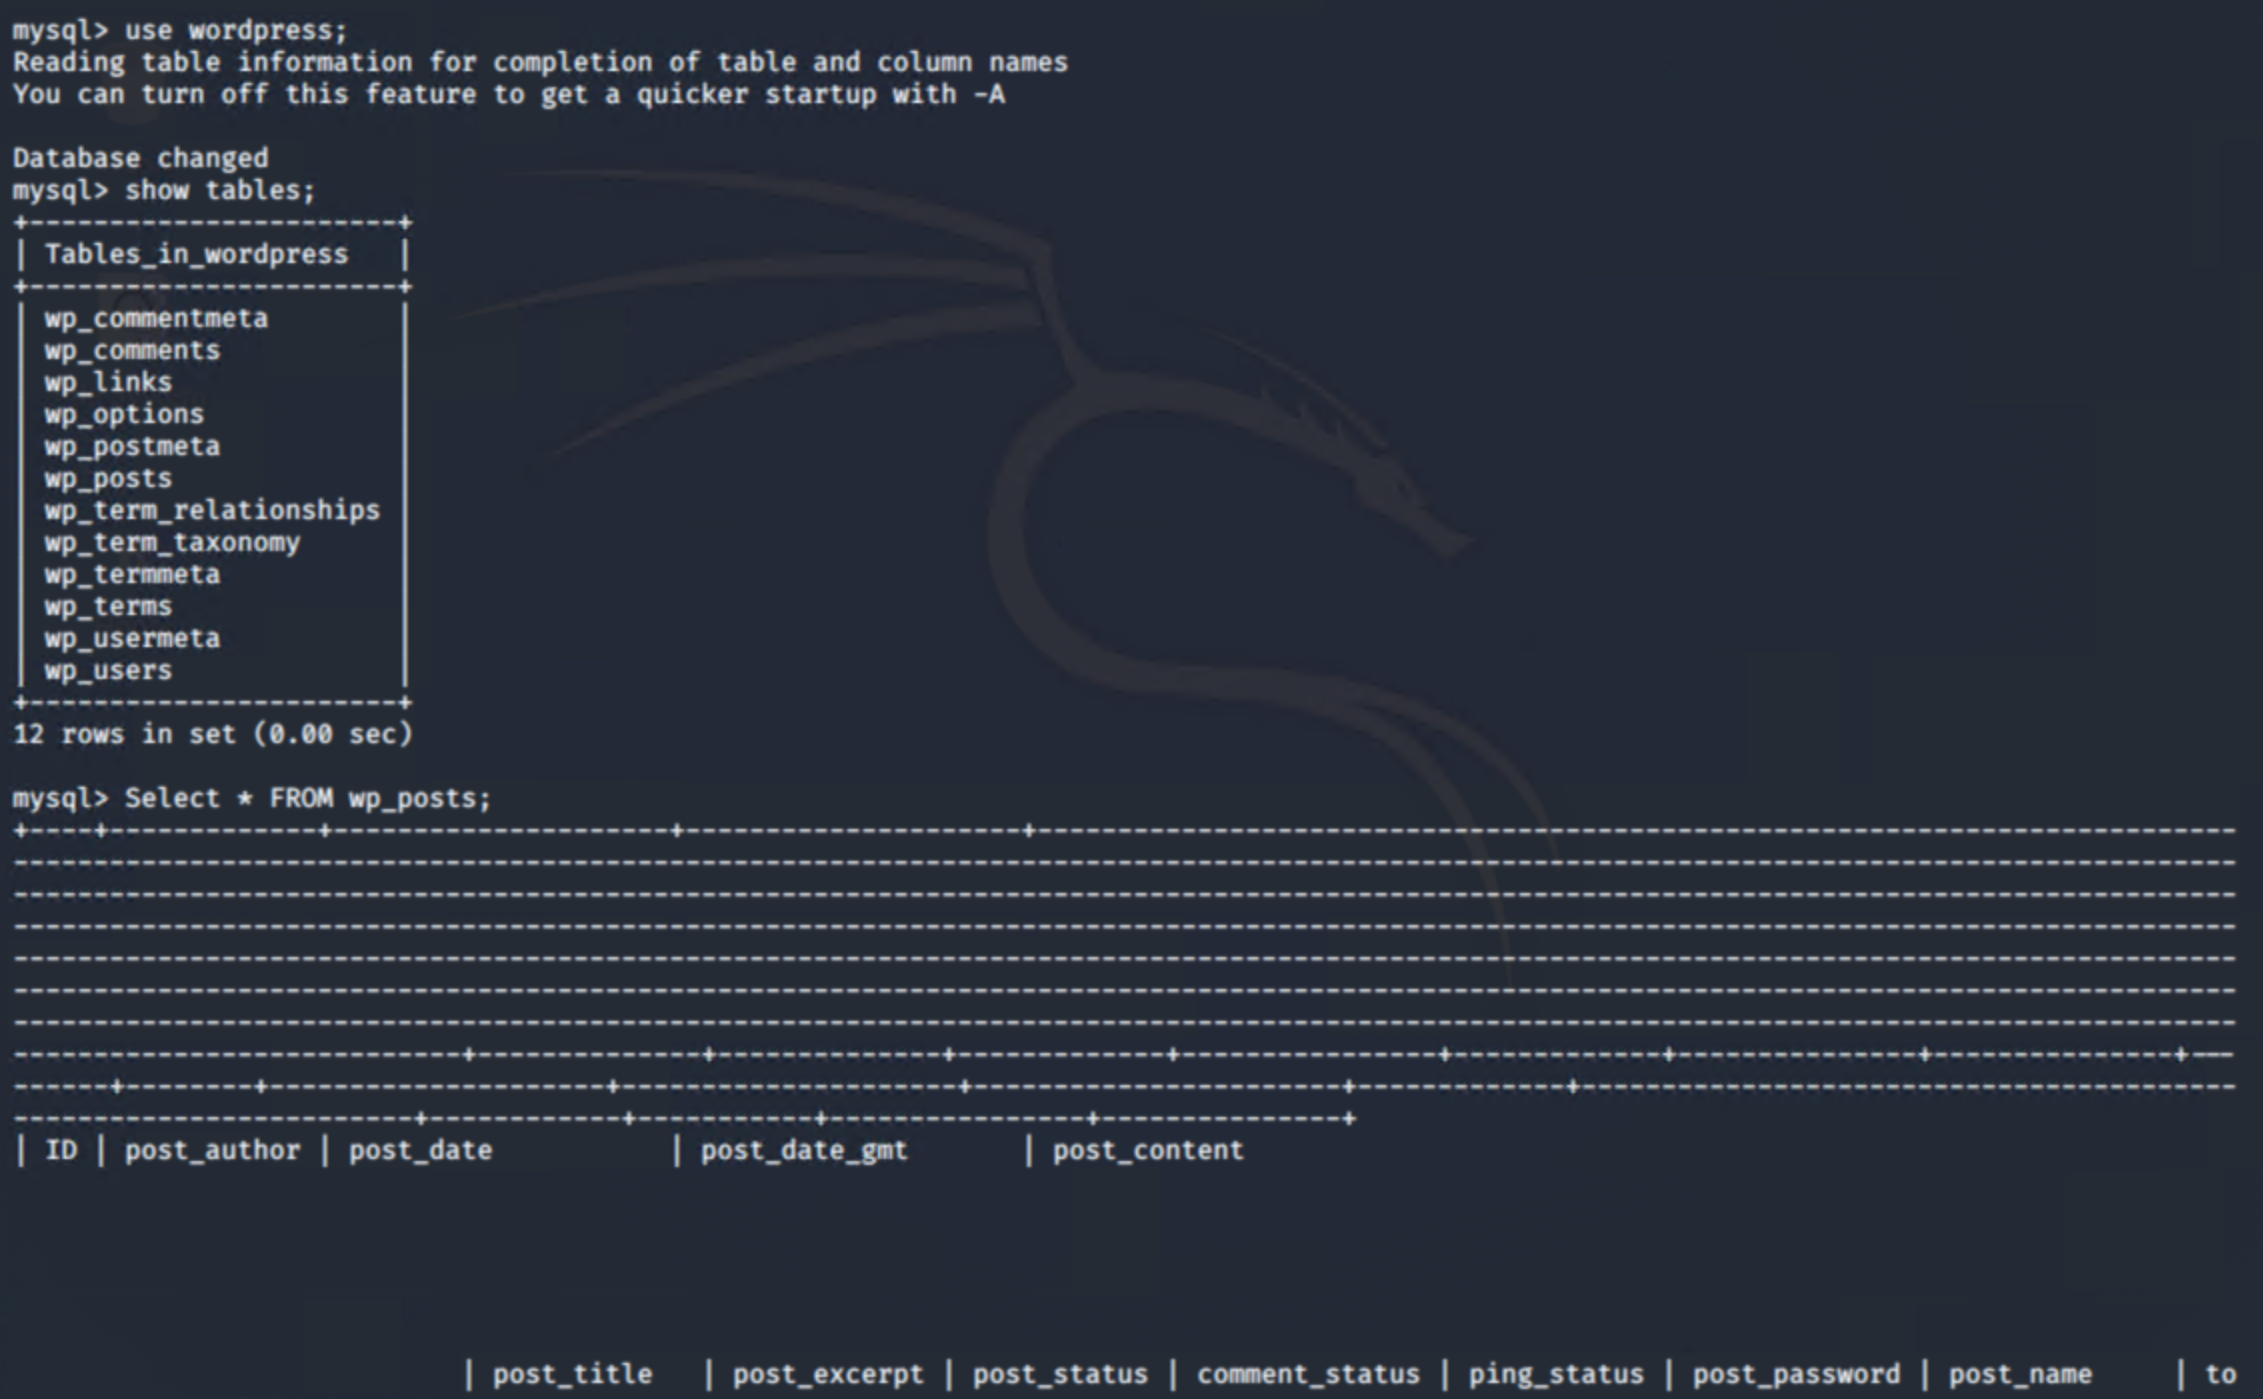 mysql> use wordpress;
Reading table information for completion of table and column names
You can turn off this feature to get a quicker startup with -A
Database changed
mysql> show tables;
+-----------------------+
| Tables_in_wordpress   |
+-----------------------+
| wp_commentmeta        |
| wp_comments           |
| wp_links              |
| wp_options            |
| wp_postmeta           |
| wp_posts              |
| wp_term_relationships |
| wp_term_taxonomy      |
| wp_termmeta           |
| wp_terms              |
| wp_usermeta           |
| wp_users              |
+-----------------------+
12 rows in set (0.00 sec)
mysql> Select * FROM wp_posts;
| ID | post_author | post_date           | post_date_gmt       | post_content
| post_title   | post_excerpt | post_status | comment_status | ping_status | post_password | post_name     | to